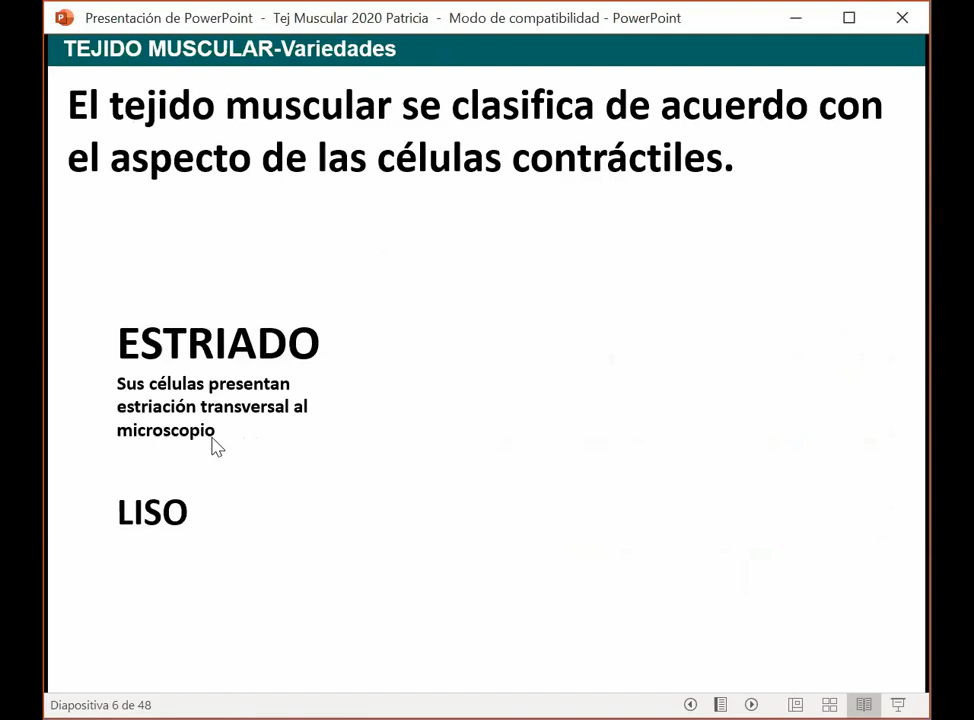 Presentación de PowerPoint - Tej Muscular 2020 Patricia - Modo de compatibilidad - PowerPoint
TEJIDO MUSCULAR-Variedades
El tejido muscular se clasifica de acuerdo con
el aspecto de las células contráctiles.
ESTRIADO
Sus células presentan
estriación transversal al
microscopio
LISO
Diapositiva 6 de 48